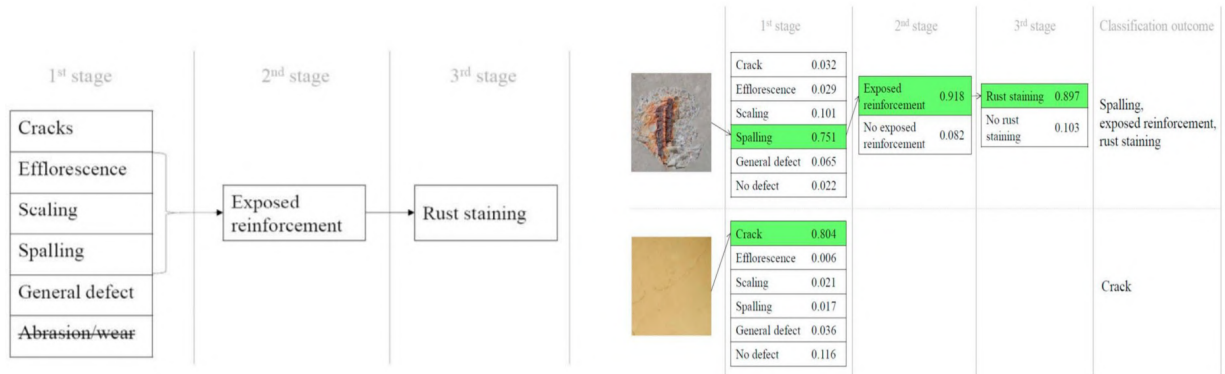 1st stage
2nd stage
3rd stage
Cracks
Efflorescence
Scaling
Spalling
General defect
Abrasion/wear
Exposed
reinforcement
Rust staining
1st stage
2nd stage
3rd stage
Classification outcome
Crack 0.032
Efflorescence 0.029
Scaling 0.101
Spalling 0.751
General defect 0.065
No defect 0.022
Exposed
reinforcement 0.918
No exposed
reinforcement 0.082
Rust staining 0.897
No rust
staining 0.103
Spalling,
exposed reinforcement,
rust staining
Crack 0.804
Efflorescence 0.006
Scaling 0.021
Spalling 0.017
General defect 0.036
No defect 0.116
Crack